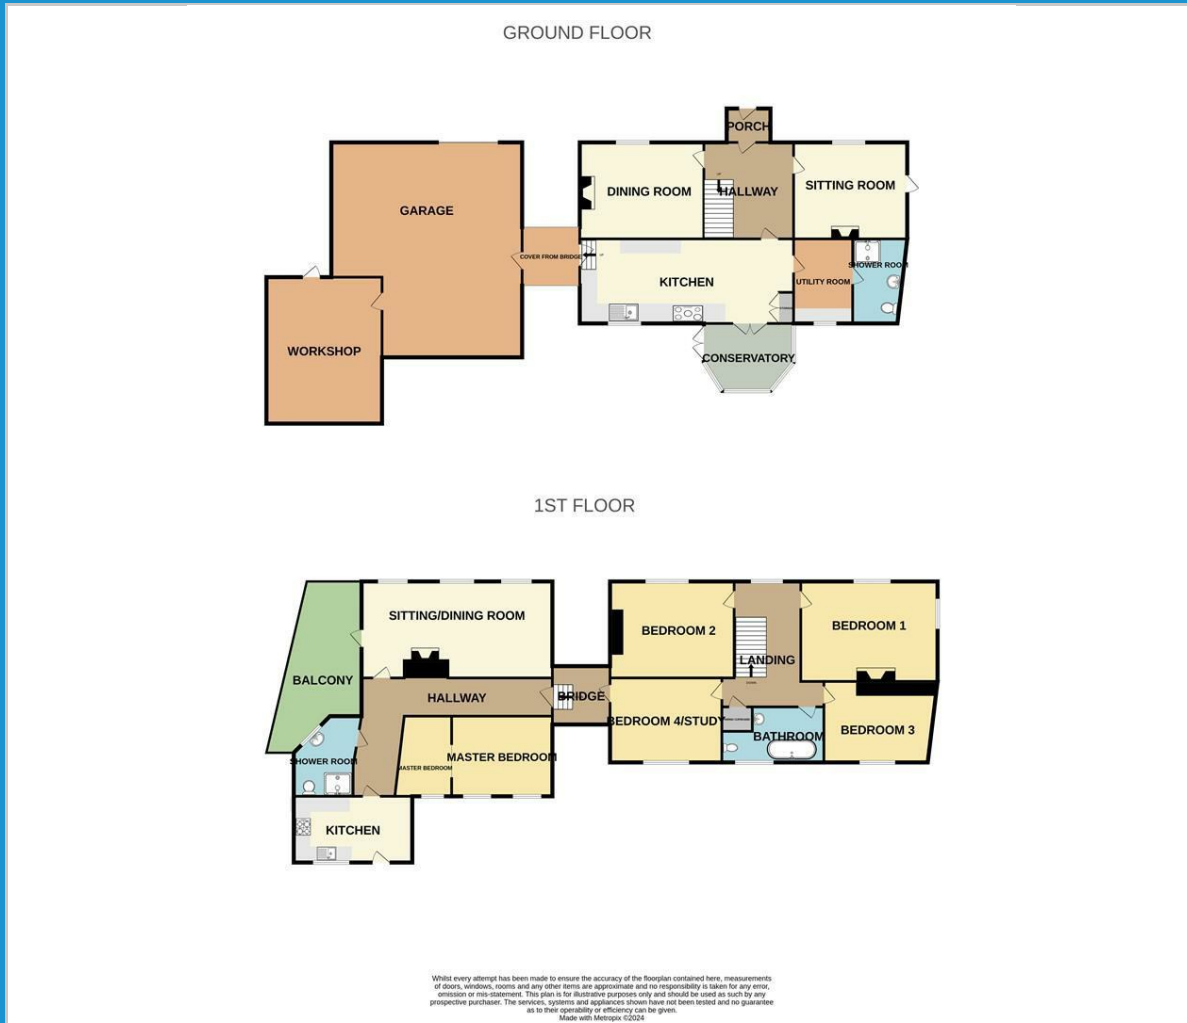 GROUND FLOOR
PORCH
GARAGE
DINING ROOM
UP
HALLWAY
SITTING ROOM
COVER FROM BRIDGE
UP
KITCHEN
UTILITY ROOM
SHOWER ROOM
WORKSHOP
CONSERVATORY
1ST FLOOR
SITTING/DINING ROOM
BEDROOM 2
BEDROOM 1
BALCONY
LANDING
DOWN
HALLWAY
BRIDGE
BEDROOM 4/STUDY
BATHROOM
BEDROOM 3
SHOWER ROOM
MASTER BEDROOM
MASTER BEDROOM
KITCHEN
Whilst every attempt has been made to ensure the accuracy of the floorplan contained here, measurements
of doors, windows, rooms and any other items are approximate and no responsibility is taken for any error,
omission or mis-statement. This plan is for illustrative purposes only and should be used as such by any
prospective purchaser. The services, systems and appliances shown have not been tested and no guarantee
as to their operability or efficiency can be given.
Made with Metropix ©2024